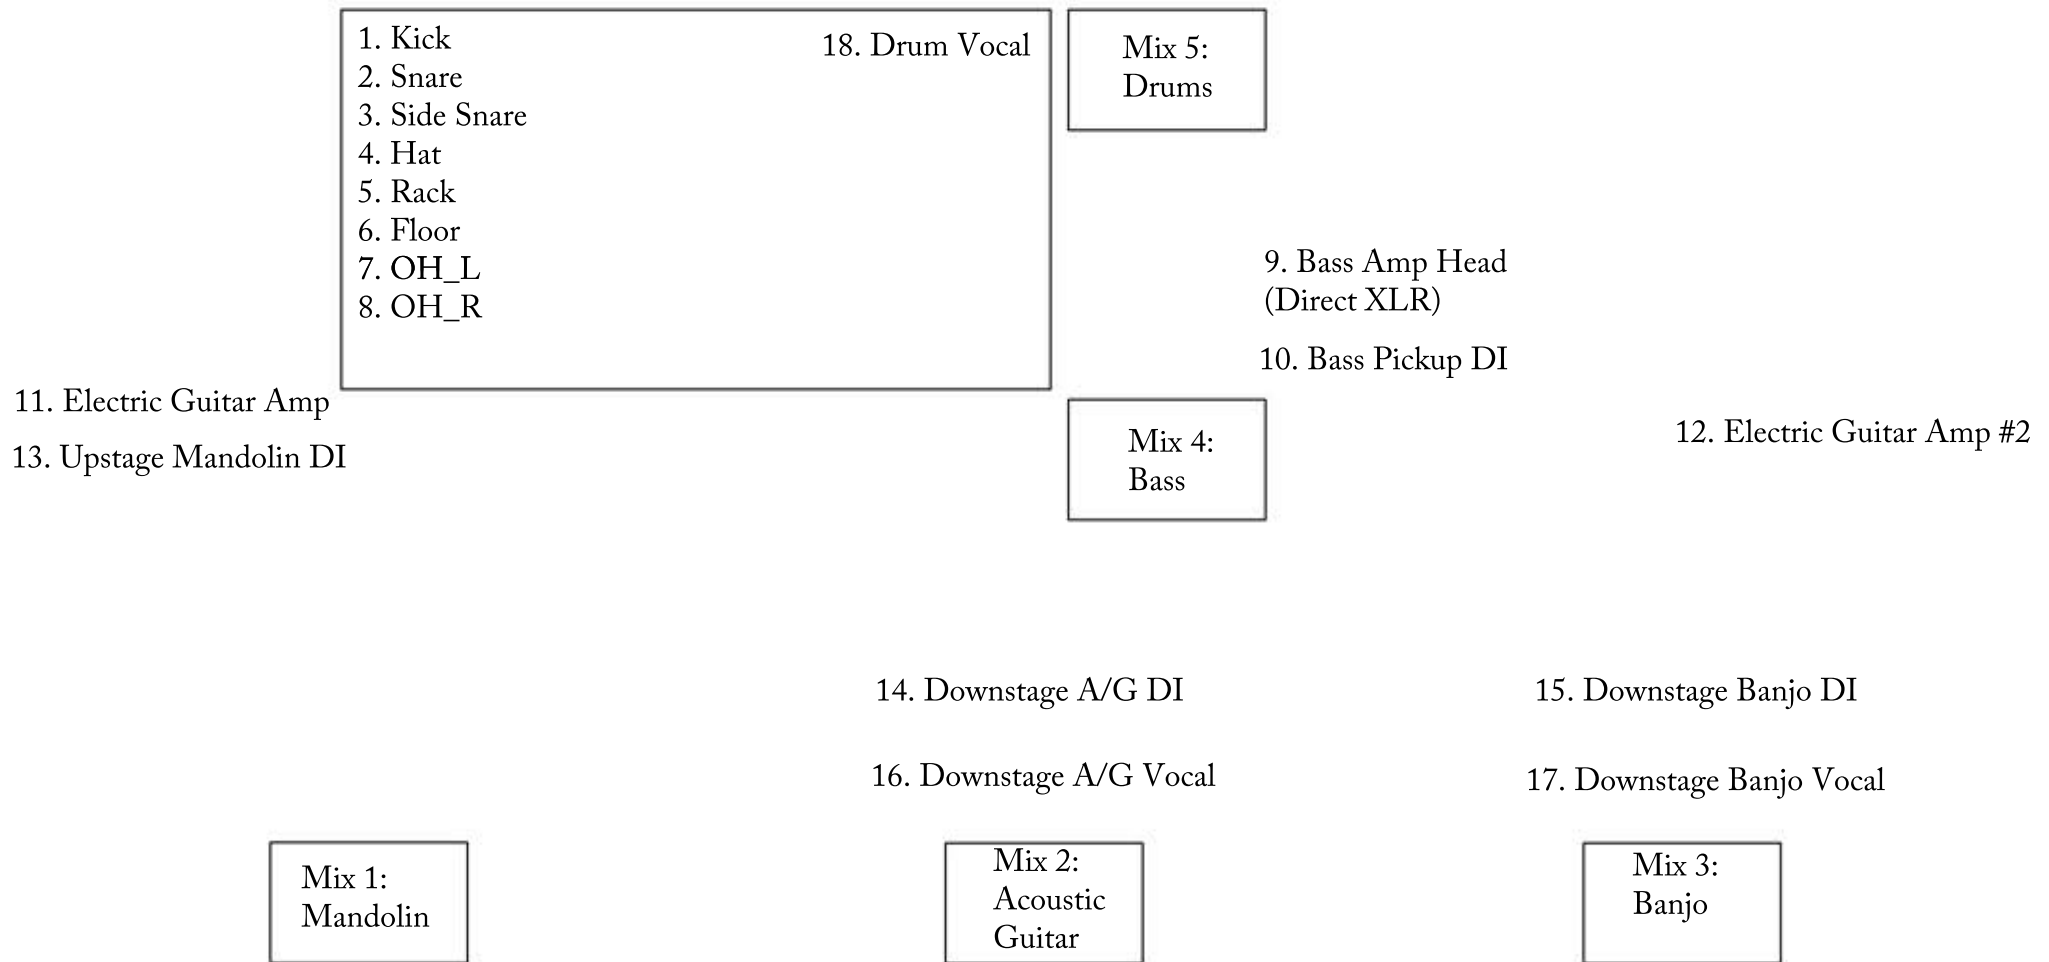 1. Kick
2. Snare
3. Side Snare
4. Hat
5. Rack
6. Floor
7. OH_L
8. OH_R
18. Drum Vocal
Mix 5:
Drums
9. Bass Amp Head
(Direct XLR)
10. Bass Pickup DI
11. Electric Guitar Amp
13. Upstage Mandolin DI
Mix 4:
Bass
12. Electric Guitar Amp #2
14. Downstage A/G DI
15. Downstage Banjo DI
16. Downstage A/G Vocal
17. Downstage Banjo Vocal
Mix 1:
Mandolin
Mix 2:
Acoustic
Guitar
Mix 3:
Banjo